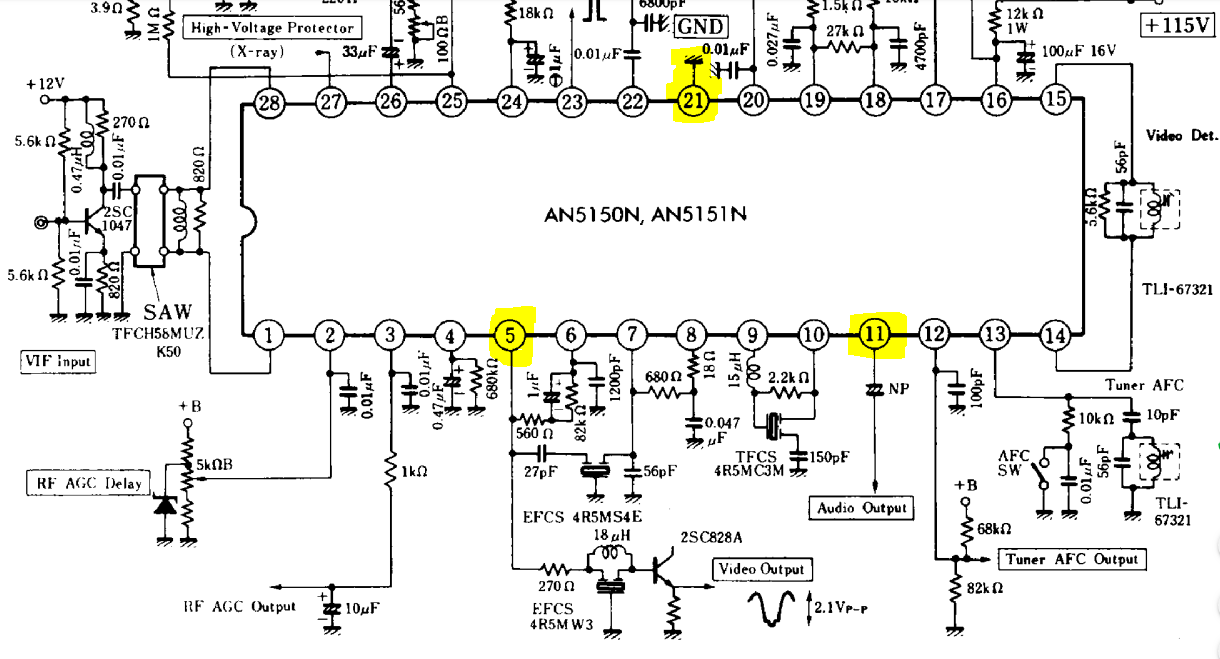 3.9Ω
1MΩ
220Ω
High-Voltage Protector
(X-ray)
33μF
56
100ΩB
18kΩ
1μF
0.01μF
6800pF
GND
0.01μF
0.027μF
1.5kΩ
27kΩ
4700pF
12kΩ
1W
100μF 16V
+115V
+12V
5.6kΩ
0.47μH
270Ω
0.01μF
820Ω
28 27 26 25 24 23 22 21 20 19 18 17 16 15
Video Det.
2SC
1047
AN5150N, AN5151N
5.6kΩ
56pF
5.6kΩ
0.01μF
820Ω
SAW
TFCH58MUZ
K50
TLI-67321
VIF Input
1 2 3 4 5 6 7 8 9 10 11 12 13 14
0.01μF
0.01μF
0.47μF
680kΩ
1μF
82kΩ
1200pF
560Ω
680Ω
18Ω
15μH
2.2kΩ
NP
100pF
Tuner AFC
10kΩ
10pF
+B
5kΩB
1kΩ
27pF
56pF
0.047
μF
TFCS
4R5MC3M
150pF
AFC
SW
0.01μF
56pF
RF AGC Delay
EFCS 4R5MS4E
Audio Output
+B
68kΩ
TLI-
67321
18μH
2SC828A
270Ω
Video Output
Tuner AFC Output
RF AGC Output
10μF
EFCS
4R5MW3
2.1VP-P
82kΩ